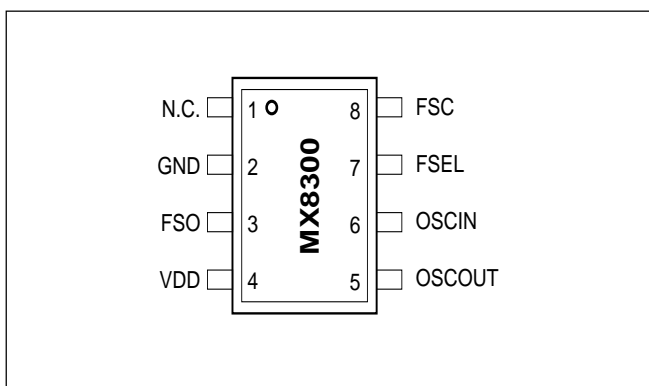 N.C. 1 8 FSC
GND 2 7 FSEL
FSO 3 6 OSCIN
VDD 4 5 OSCOUT
MX8300